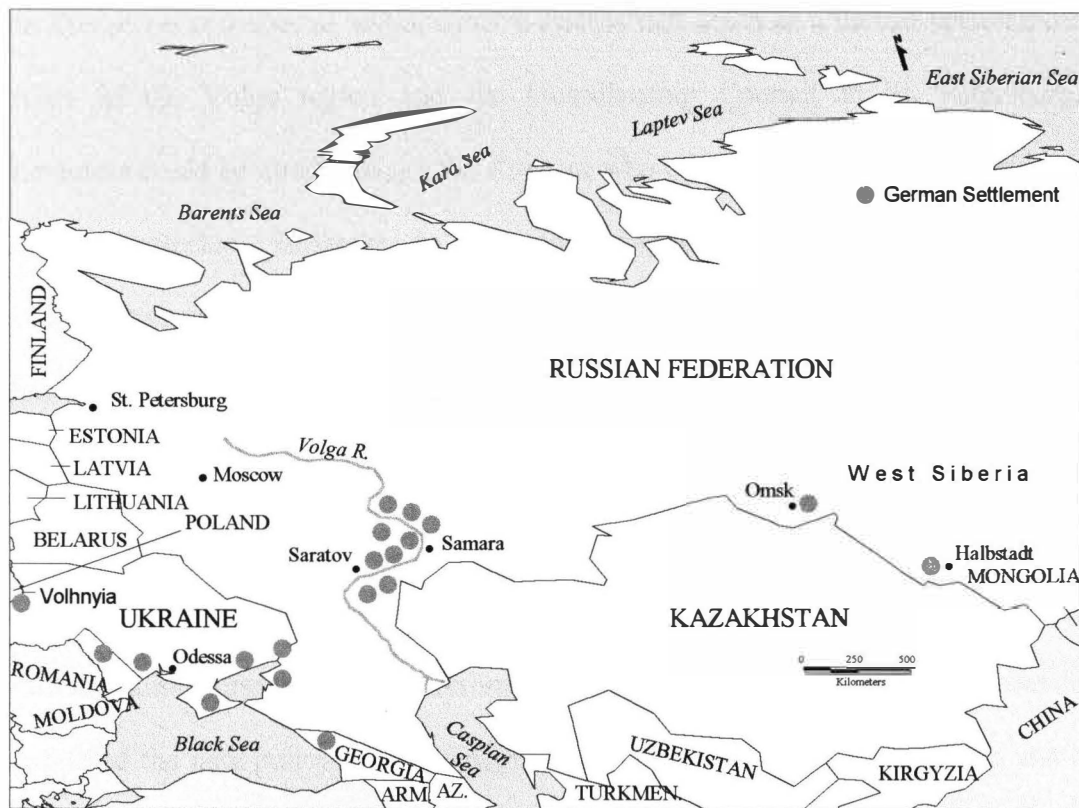 N
East Siberian Sea
Laptev Sea
Kara Sea
Barents Sea
German Settlement
FINLAND
RUSSIAN FEDERATION
St. Petersburg
ESTONIA
Volga R.
LATVIA
Moscow
West Siberia
LITHUANIA
Omsk
POLAND
BELARUS
Saratov
Samara
Halbstadt
MONGOLIA
Volhnyia
UKRAINE
KAZAKHSTAN
Odessa
0 250 500
Kilometers
ROMANIA
MOLDOVA
CHINA
Black Sea
Caspian
Sea
GEORGIA
UZBEKISTAN
KIRGYZIA
ARM.
AZ.
TURKMEN.